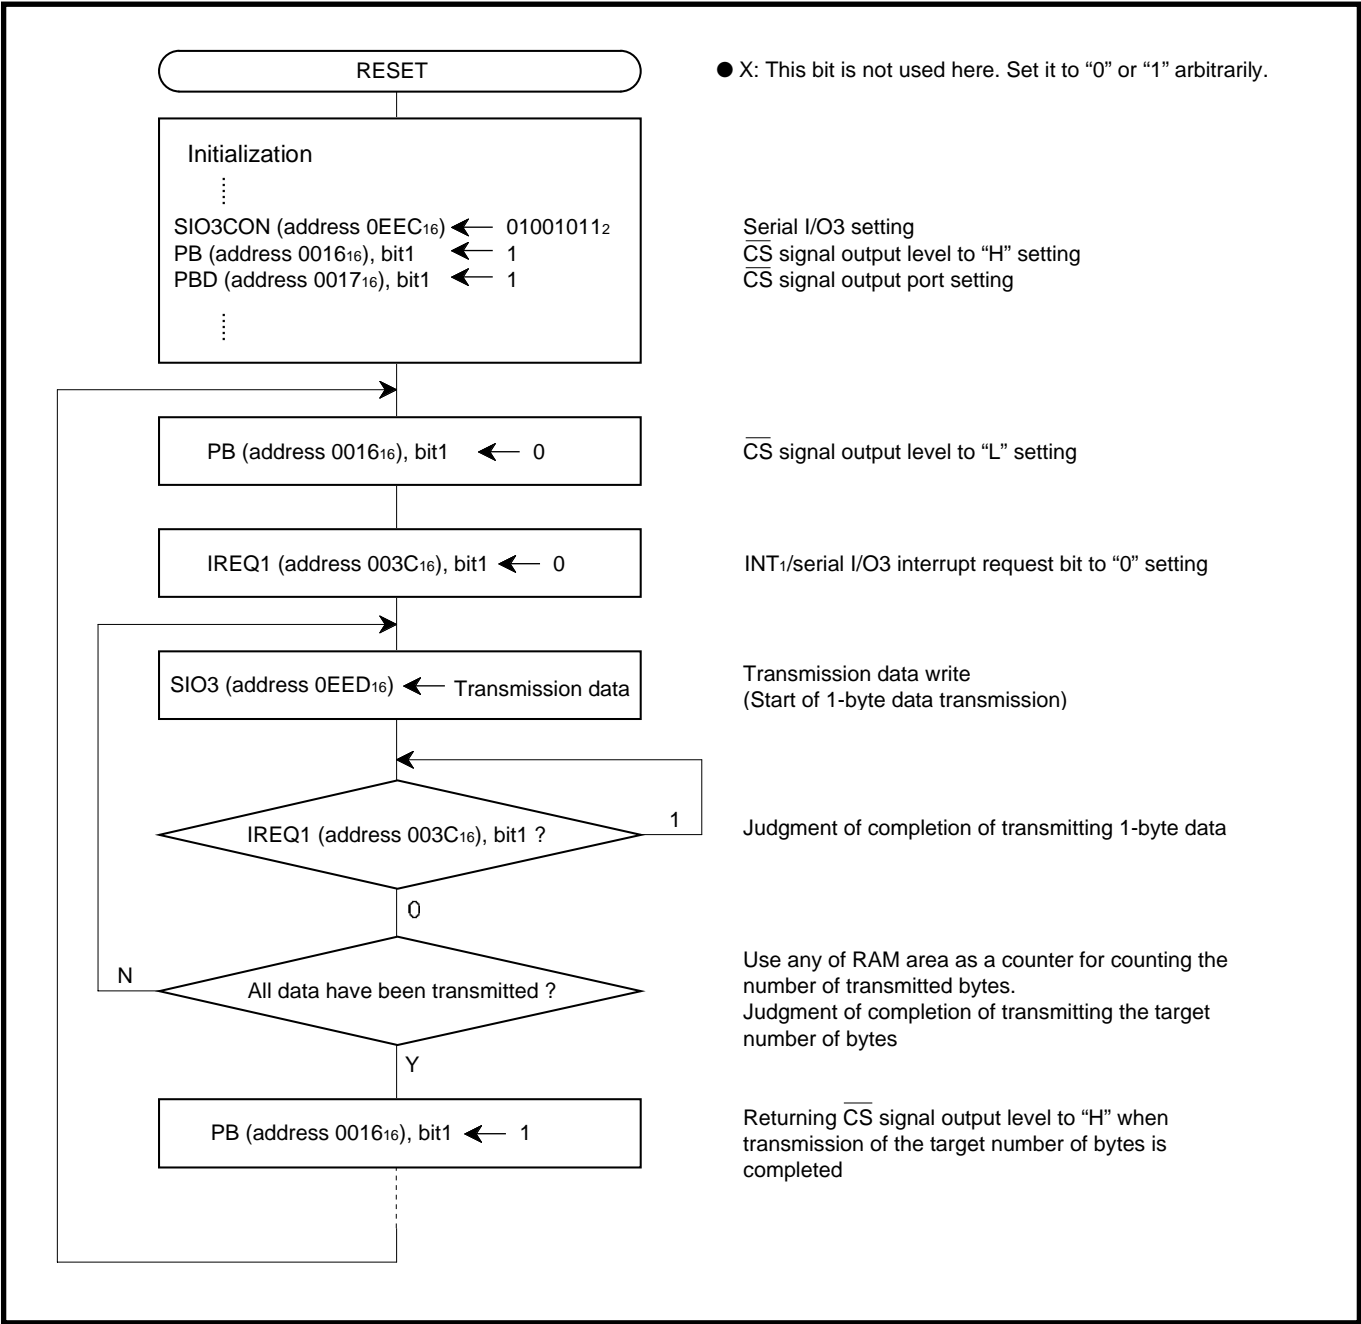 RESET
● X: This bit is not used here. Set it to “0” or “1” arbitrarily.
Initialization
SIO3CON (address 0EEC16) ← 010010112
Serial I/O3 setting
PB (address 001616), bit1 ← 1
CS signal output level to “H” setting
PBD (address 001716), bit1 ← 1
CS signal output port setting
PB (address 001616), bit1 ← 0
CS signal output level to “L” setting
IREQ1 (address 003C16), bit1 ← 0
INT1/serial I/O3 interrupt request bit to “0” setting
SIO3 (address 0EED16) ← Transmission data
Transmission data write
(Start of 1-byte data transmission)
IREQ1 (address 003C16), bit1 ?
1
Judgment of completion of transmitting 1-byte data
0
N
All data have been transmitted ?
Use any of RAM area as a counter for counting the
number of transmitted bytes.
Judgment of completion of transmitting the target
number of bytes
Y
PB (address 001616), bit1 ← 1
Returning CS signal output level to “H” when
transmission of the target number of bytes is
completed